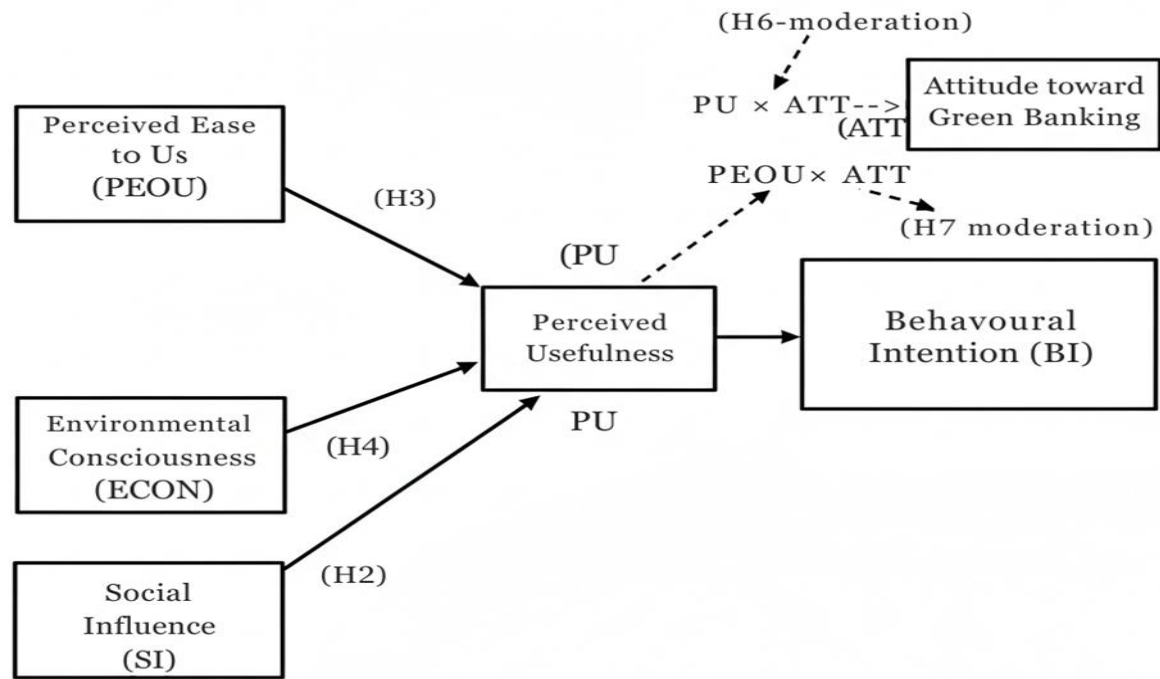 (H6-moderation)
PU × ATT-->
(ATT
Attitude toward
Green Banking
Perceived Ease
to Us
(PEOU)
(H3)
PEOU× ATT
(H7 moderation)
(PU
Perceived
Usefulness
PU
Behavoural
Intention (BI)
Environmental
Consciousness
(ECON)
(H4)
Social
Influence
(SI)
(H2)